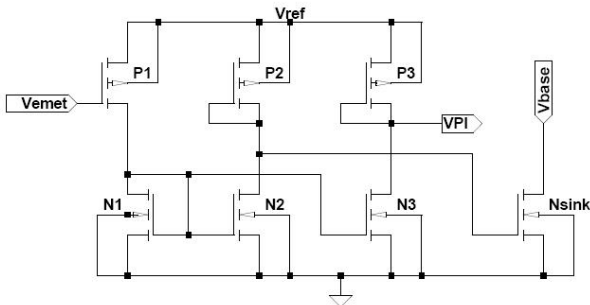 Vref
P1
P2
P3
Vemet
VPI
Vbase
N1
N2
N3
Nsink